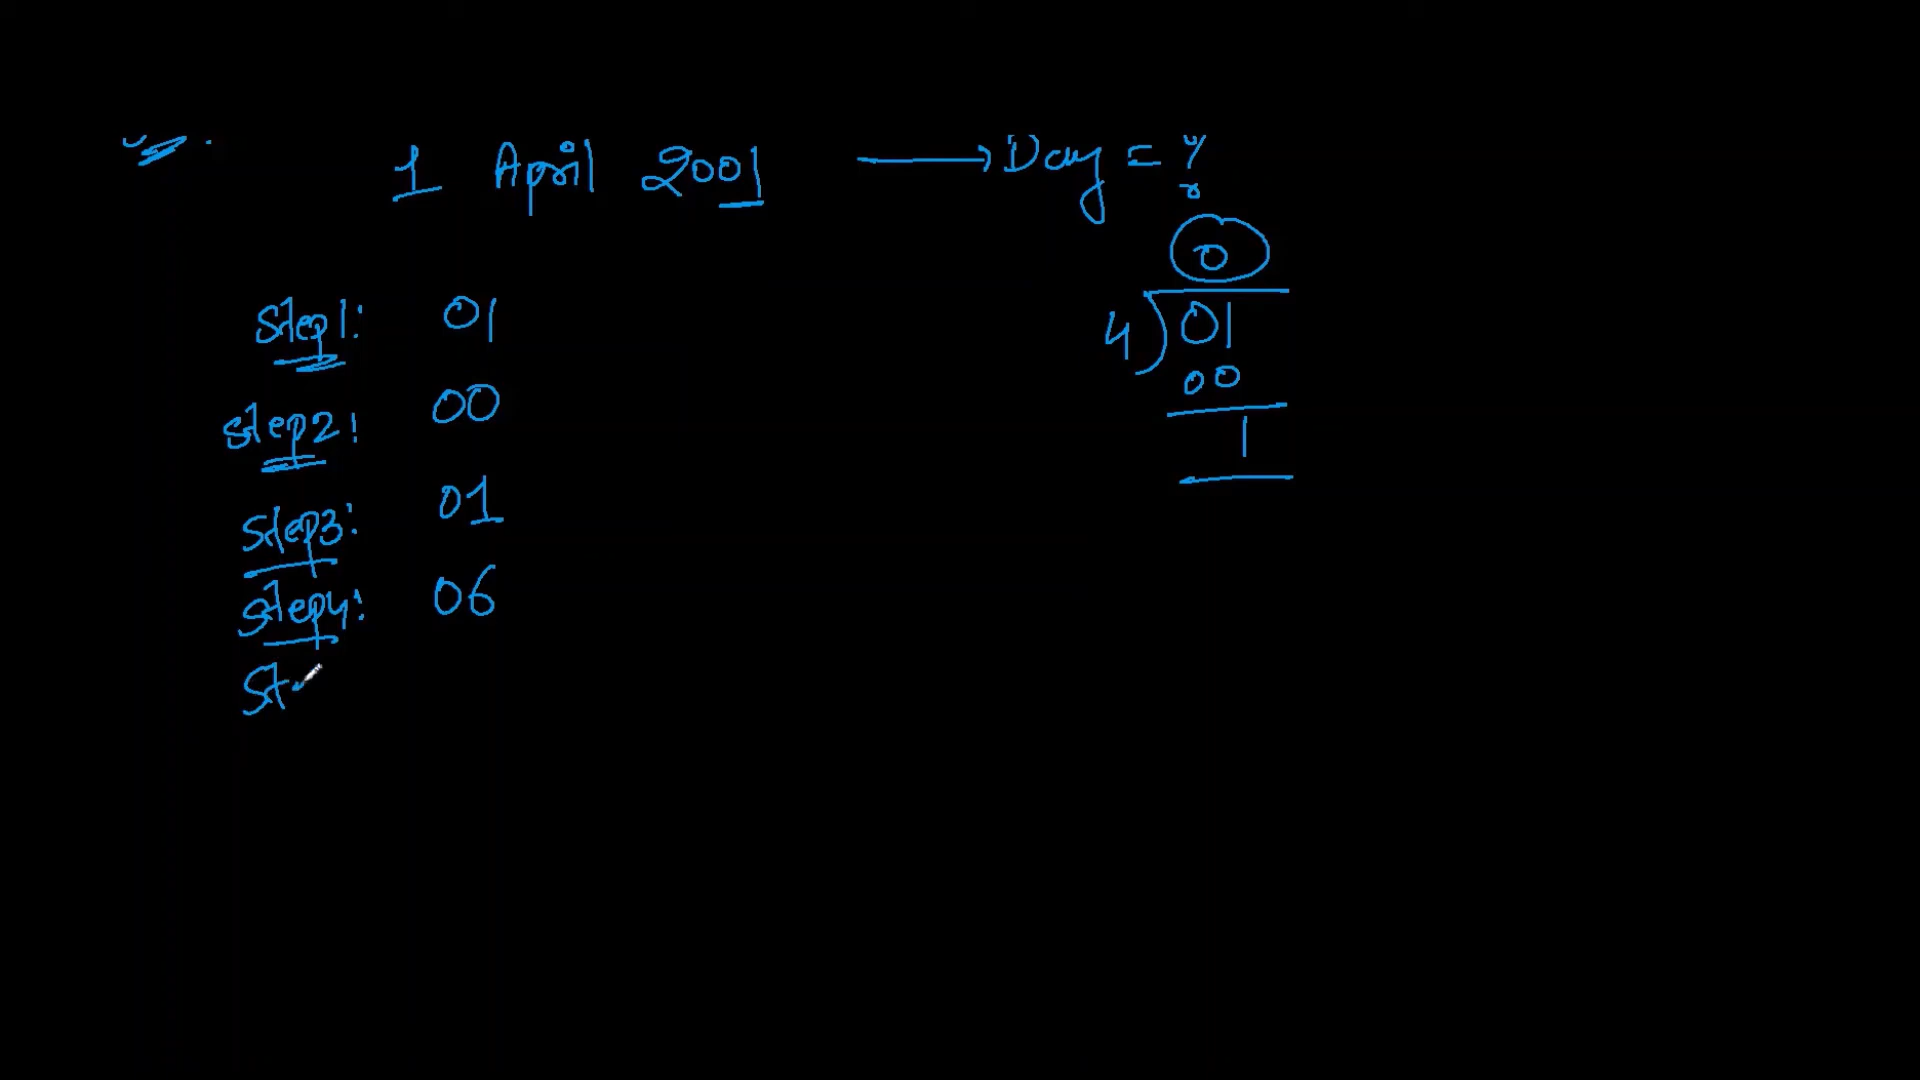 1 April 2001 → Day = ?
0
Step1: 01
4) 01
00
1
Step2: 00
Step3: 01
Step4: 06
St